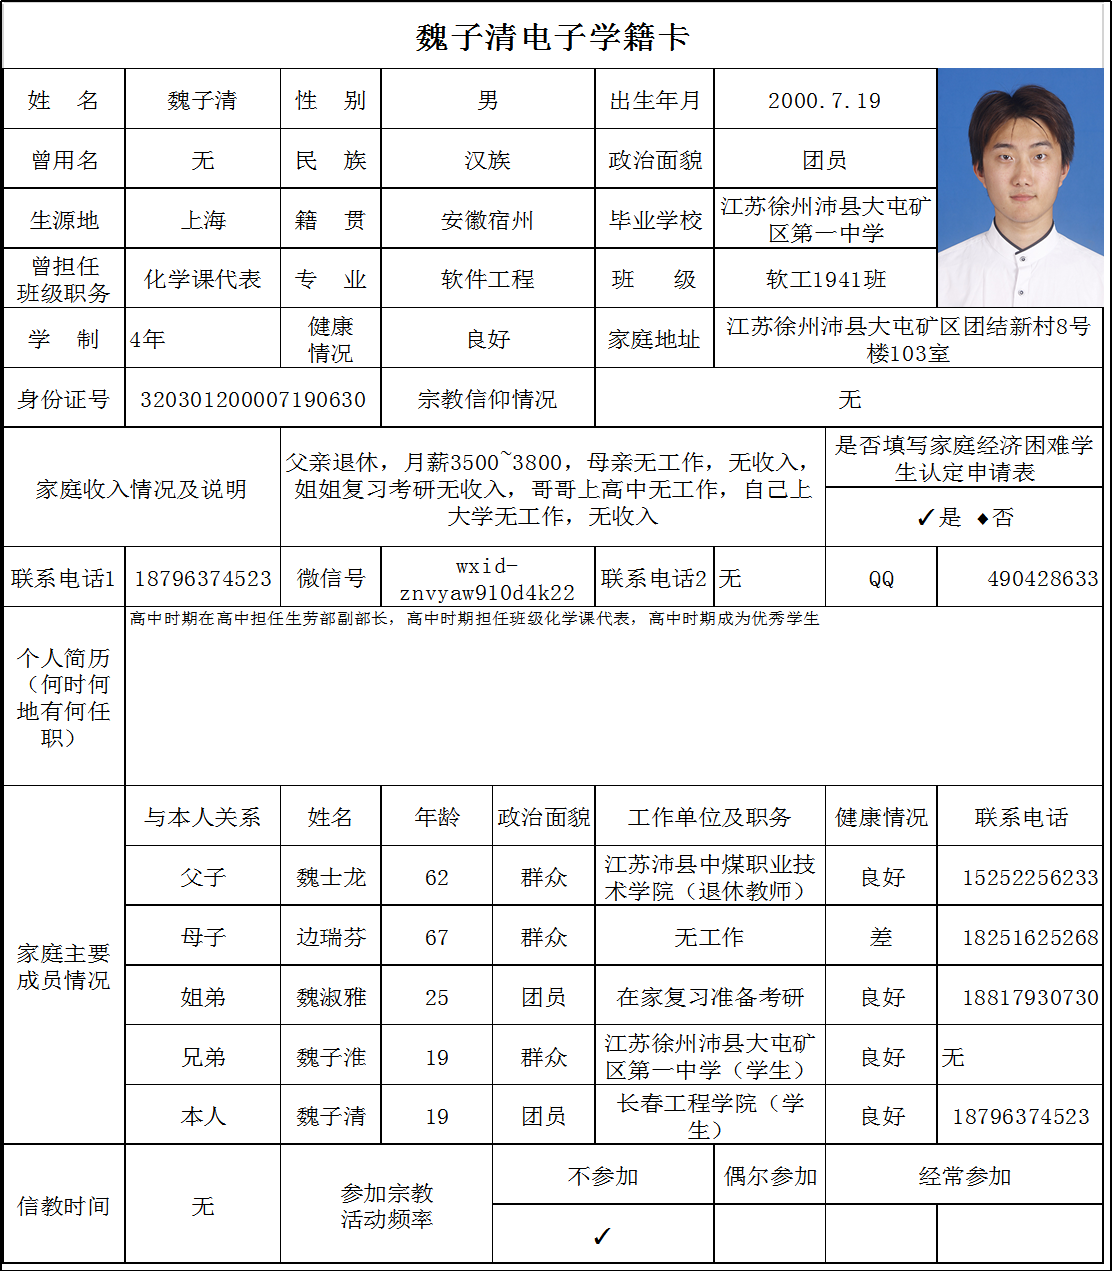 魏子清电子学籍卡
姓 名 魏子清 性 别 男 出生年月 2000.7.19
曾用名 无 民 族 汉族 政治面貌 团员
生源地 上海 籍 贯 安徽宿州 毕业学校 江苏徐州沛县大屯矿
区第一中学
曾担任
班级职务 化学课代表 专 业 软件工程 班 级 软工1941班
学 制 4年 健康
情况 良好 家庭地址 江苏徐州沛县大屯矿区团结新村8号
楼103室
身份证号 320301200007190630 宗教信仰情况 无
家庭收入情况及说明 父亲退休，月薪3500~3800，母亲无工作，无收入，
姐姐复习考研无收入，哥哥上高中无工作，自己上
大学无工作，无收入
是否填写家庭经济困难学
生认定申请表
✓是 ◆否
联系电话1 18796374523 微信号 wxid-
znvyaw910d4k22 联系电话2 无 QQ 490428633
个人简历
（何时何
地有何任
职）
高中时期在高中担任生劳部副部长，高中时期担任班级化学课代表，高中时期成为优秀学生
家庭主要
成员情况
与本人关系 姓名 年龄 政治面貌 工作单位及职务 健康情况 联系电话
父子 魏士龙 62 群众 江苏沛县中煤职业技
术学院（退休教师） 良好 15252256233
母子 边瑞芬 67 群众 无工作 差 18251625268
姐弟 魏淑雅 25 团员 在家复习准备考研 良好 18817930730
兄弟 魏子淮 19 群众 江苏徐州沛县大屯矿
区第一中学（学生） 良好 无
本人 魏子清 19 团员 长春工程学院（学
生） 良好 18796374523
信教时间 无 参加宗教
活动频率 不参加 偶尔参加 经常参加
✓